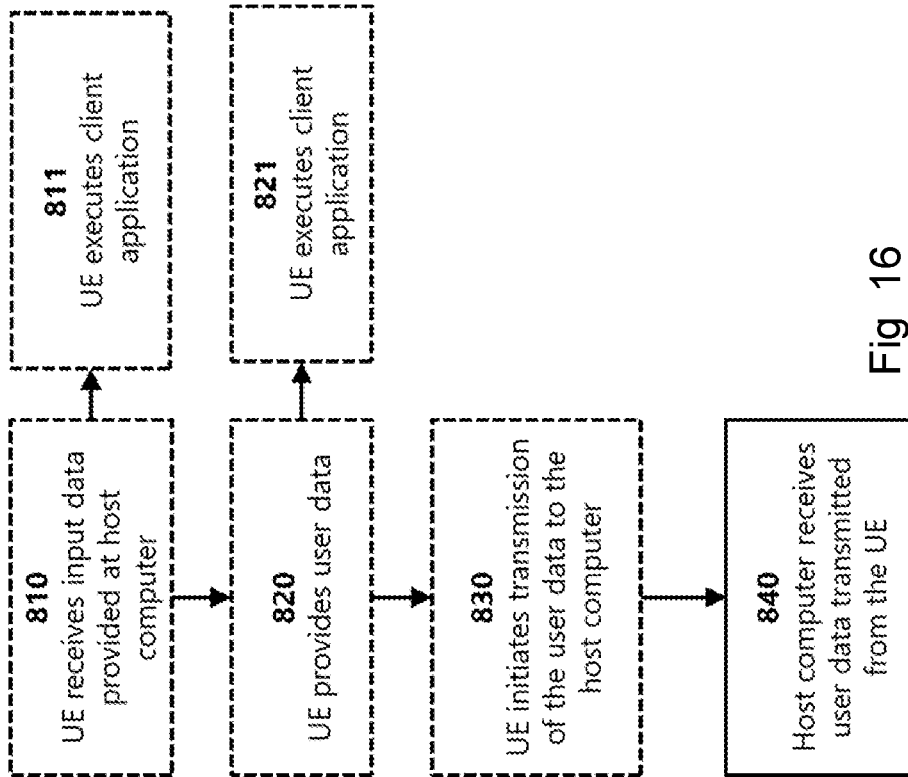 810
UE receives input data
provided at host
computer
811
UE executes client
application
820
UE provides user data
821
UE executes client
application
830
UE initiates transmission
of the user data to the
host computer
840
Host computer receives
user data transmitted
from the UE
Fig 16